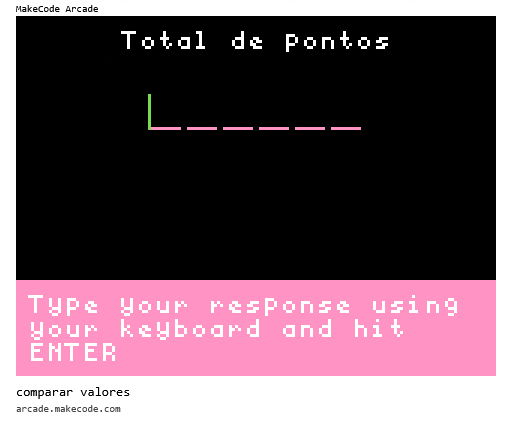 MakeCode Arcade
Total de pontos
Type your response using
your keyboard and hit
ENTER
comparar valores
arcade.makecode.com